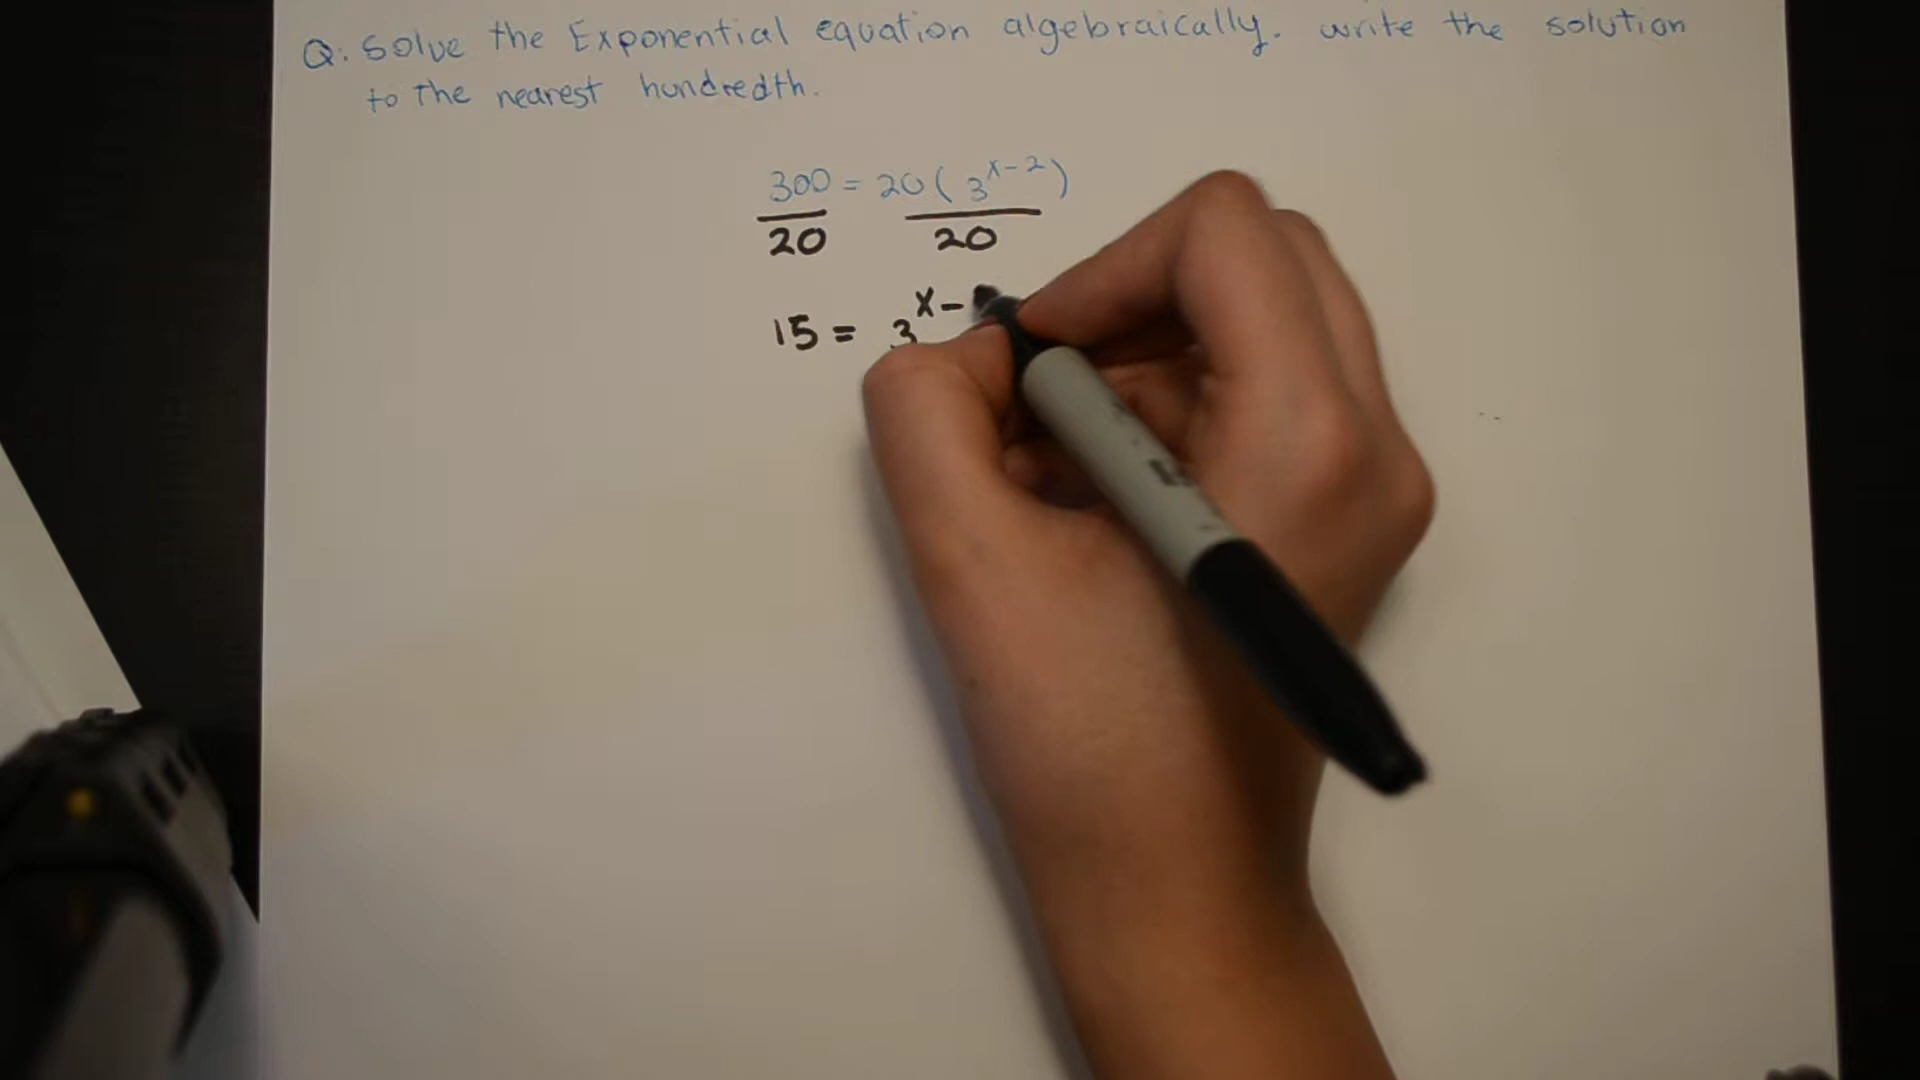 Q. Solve the Exponential equation algebraically. write the solution
to The nearest hundredth.
300 = 20 ( 3^x-2 )
20 20
15 = 3^x-